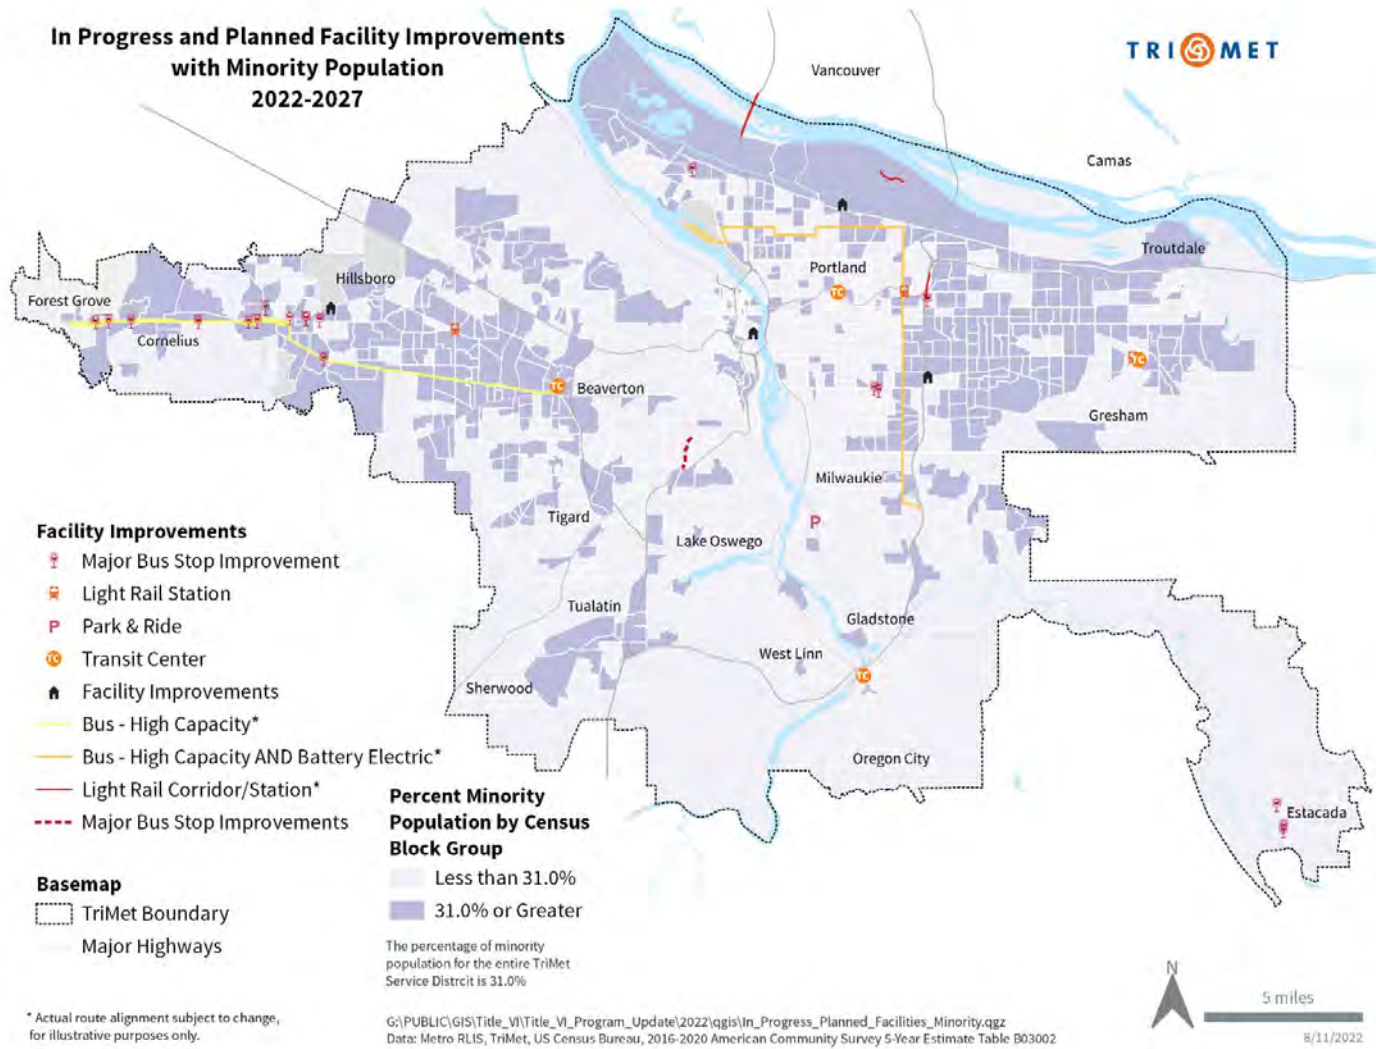 In Progress and Planned Facility Improvements
with Minority Population
2022-2027
TRI MET
Vancouver
Camas
Troutdale
Portland
TC
Hillsboro
Forest Grove
Cornelius
TC
Beaverton
TC
Gresham
Milwaukie
P
Tigard
Lake Oswego
Tualatin
Gladstone
West Linn
TC
Sherwood
Oregon City
Estacada
Facility Improvements
Major Bus Stop Improvement
Light Rail Station
P Park & Ride
TC Transit Center
Facility Improvements
Bus - High Capacity*
Bus - High Capacity AND Battery Electric*
Light Rail Corridor/Station*
Major Bus Stop Improvements
Basemap
TriMet Boundary
Major Highways
Percent Minority
Population by Census
Block Group
Less than 31.0%
31.0% or Greater
The percentage of minority
population for the entire TriMet
Service Distrcit is 31.0%
* Actual route alignment subject to change,
for illustrative purposes only.
G:\PUBLIC\GIS\Title_VI\Title_VI_Program_Update\2022\qgis\In_Progress_Planned_Facilities_Minority.qgz
Data: Metro RLIS, TriMet, US Census Bureau, 2016-2020 American Community Survey 5-Year Estimate Table B03002
N
5 miles
8/11/2022